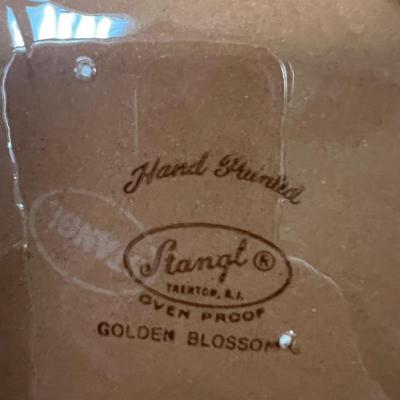 Hand Painted
Stangl ®
TRENTON, N.J.
OVEN PROOF
GOLDEN BLOSSOM